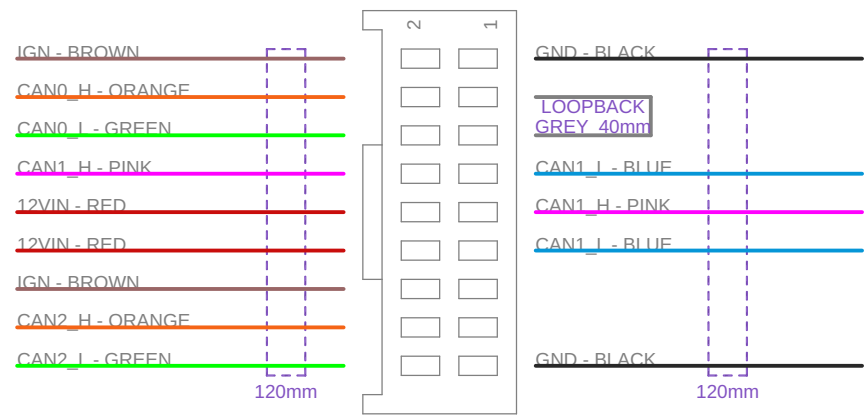 2 1
IGN - BROWN
CAN0_H - ORANGE
CAN0_L - GREEN
CAN1_H - PINK
12VIN - RED
12VIN - RED
IGN - BROWN
CAN2_H - ORANGE
CAN2_L - GREEN
120mm
GND - BLACK
LOOPBACK
GREY 40mm
CAN1_L - BLUE
CAN1_H - PINK
CAN1_L - BLUE
GND - BLACK
120mm